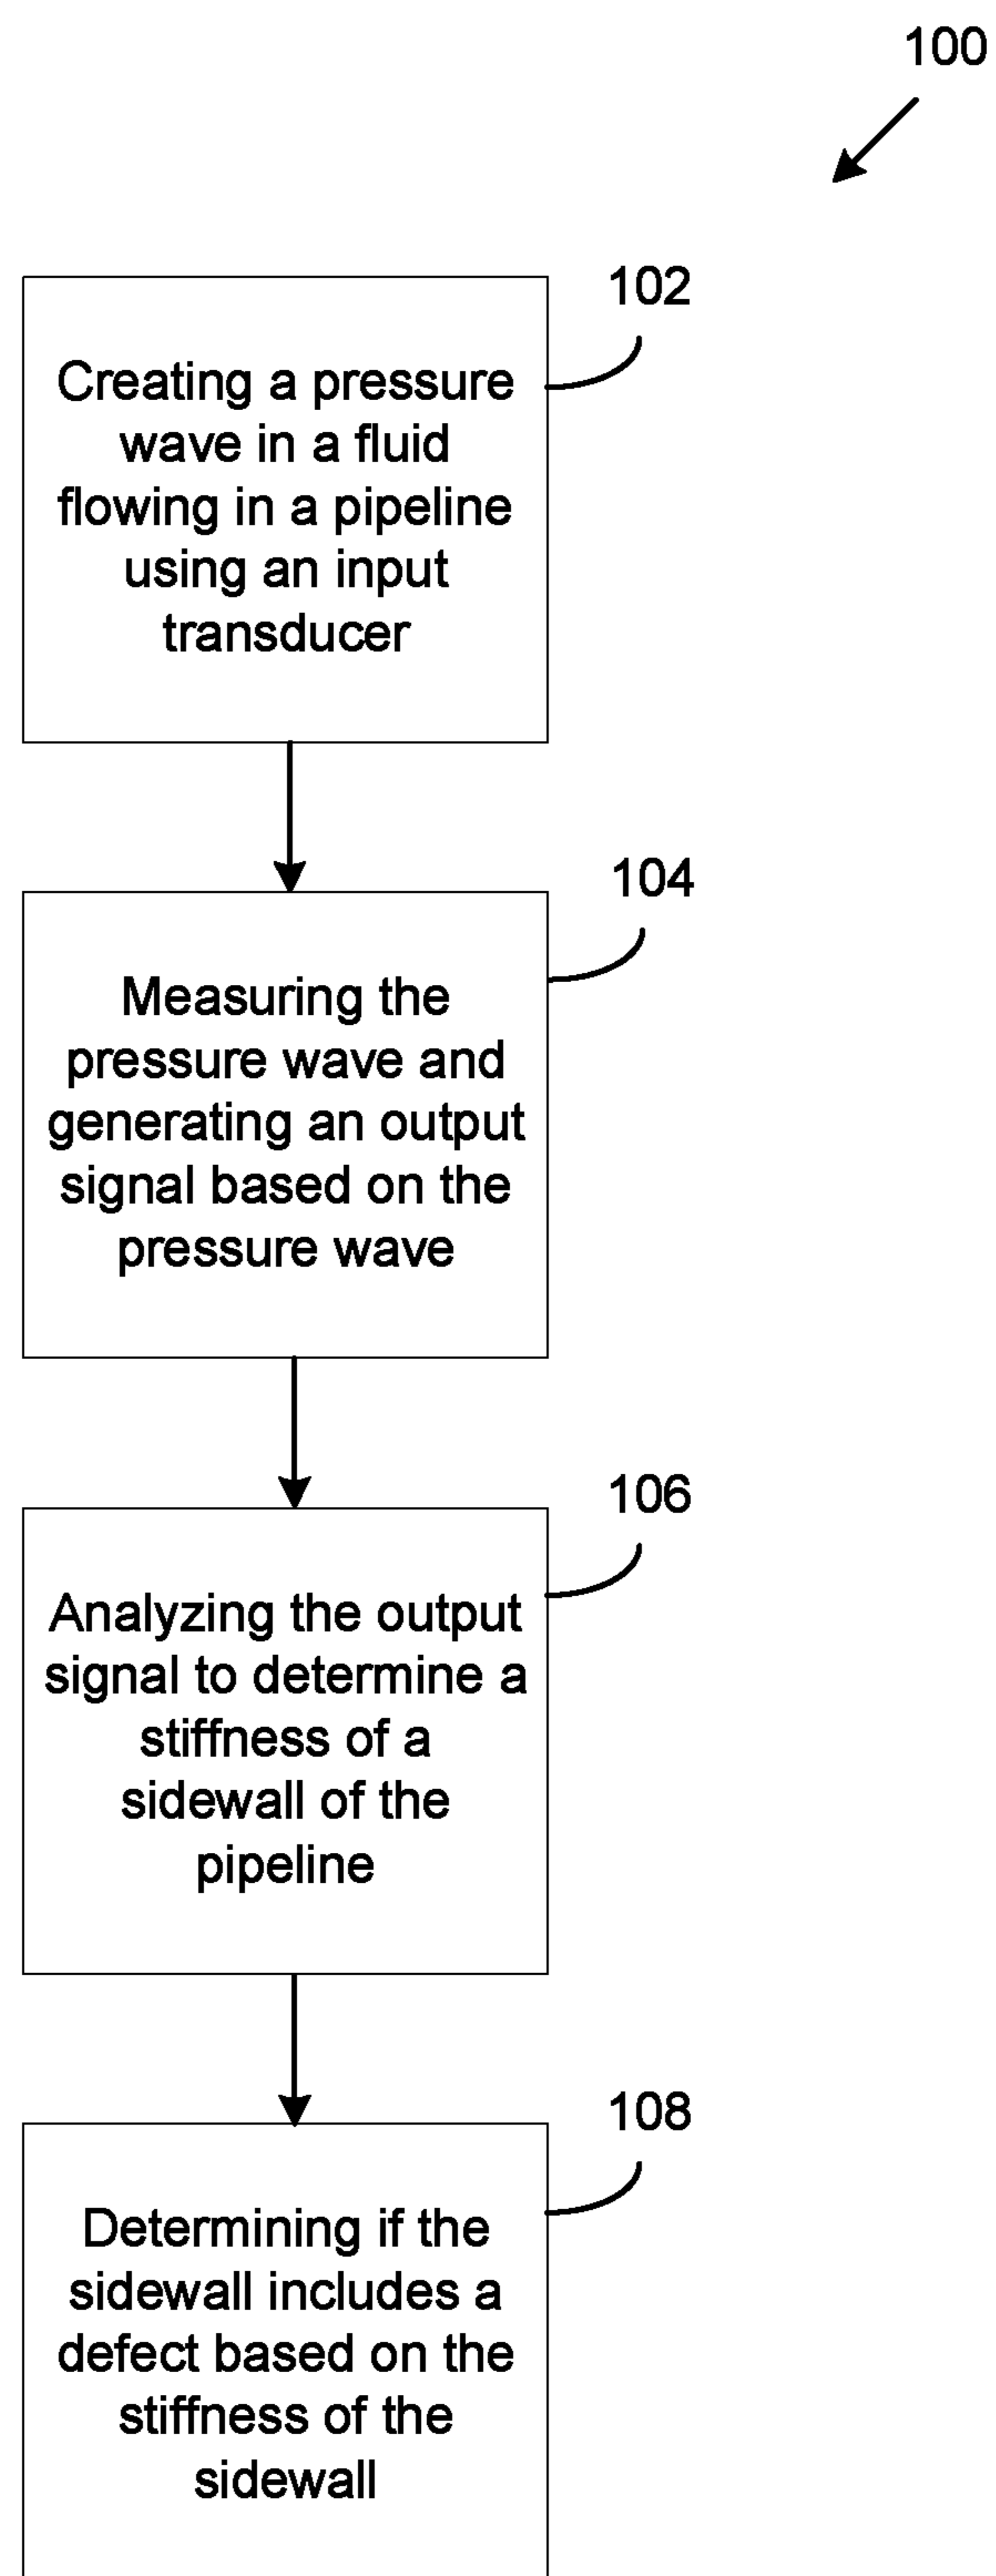 100
102
Creating a pressure
wave in a fluid
flowing in a pipeline
using an input
transducer
104
Measuring the
pressure wave and
generating an output
signal based on the
pressure wave
106
Analyzing the output
signal to determine a
stiffness of a
sidewall of the
pipeline
108
Determining if the
sidewall includes a
defect based on the
stiffness of the
sidewall